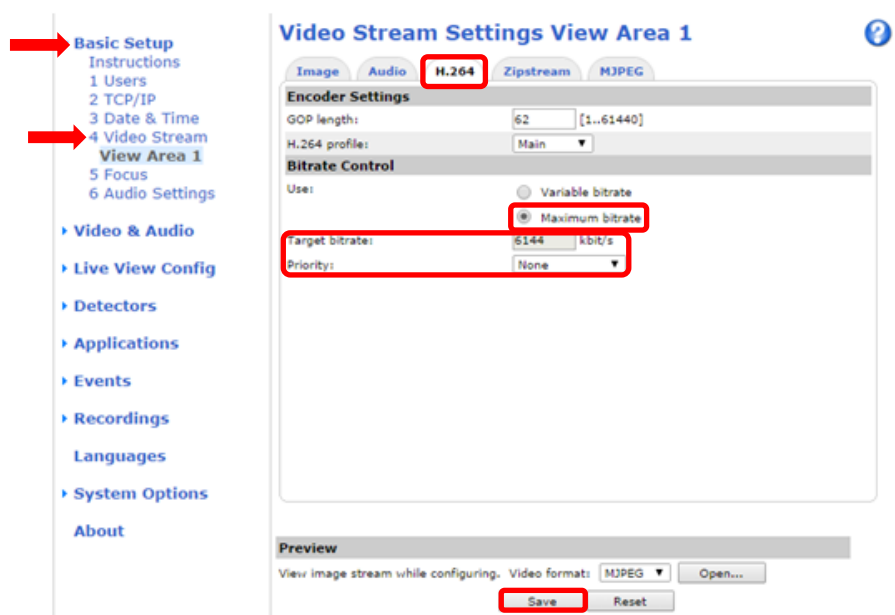 Basic Setup
Instructions
1 Users
2 TCP/IP
3 Date & Time
4 Video Stream
View Area 1
5 Focus
6 Audio Settings
Video & Audio
Live View Config
Detectors
Applications
Events
Recordings
Languages
System Options
About
Video Stream Settings View Area 1
?
Image Audio H.264 Zipstream MJPEG
Encoder Settings
GOP length: 62 [1..61440]
H.264 profile: Main
Bitrate Control
Use: Variable bitrate
Maximum bitrate
Target bitrate: 6144 kbit/s
Priority: None
Preview
View image stream while configuring. Video format: MJPEG Open...
Save Reset